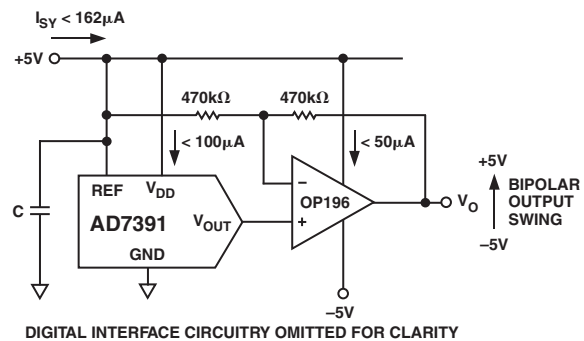 I_SY < 162µA
+5V
470kΩ
470kΩ
< 100µA
< 50µA
REF
V_DD
C
AD7391
V_OUT
GND
−
+
OP196
V_O
+5V
BIPOLAR
OUTPUT
SWING
−5V
−5V
DIGITAL INTERFACE CIRCUITRY OMITTED FOR CLARITY